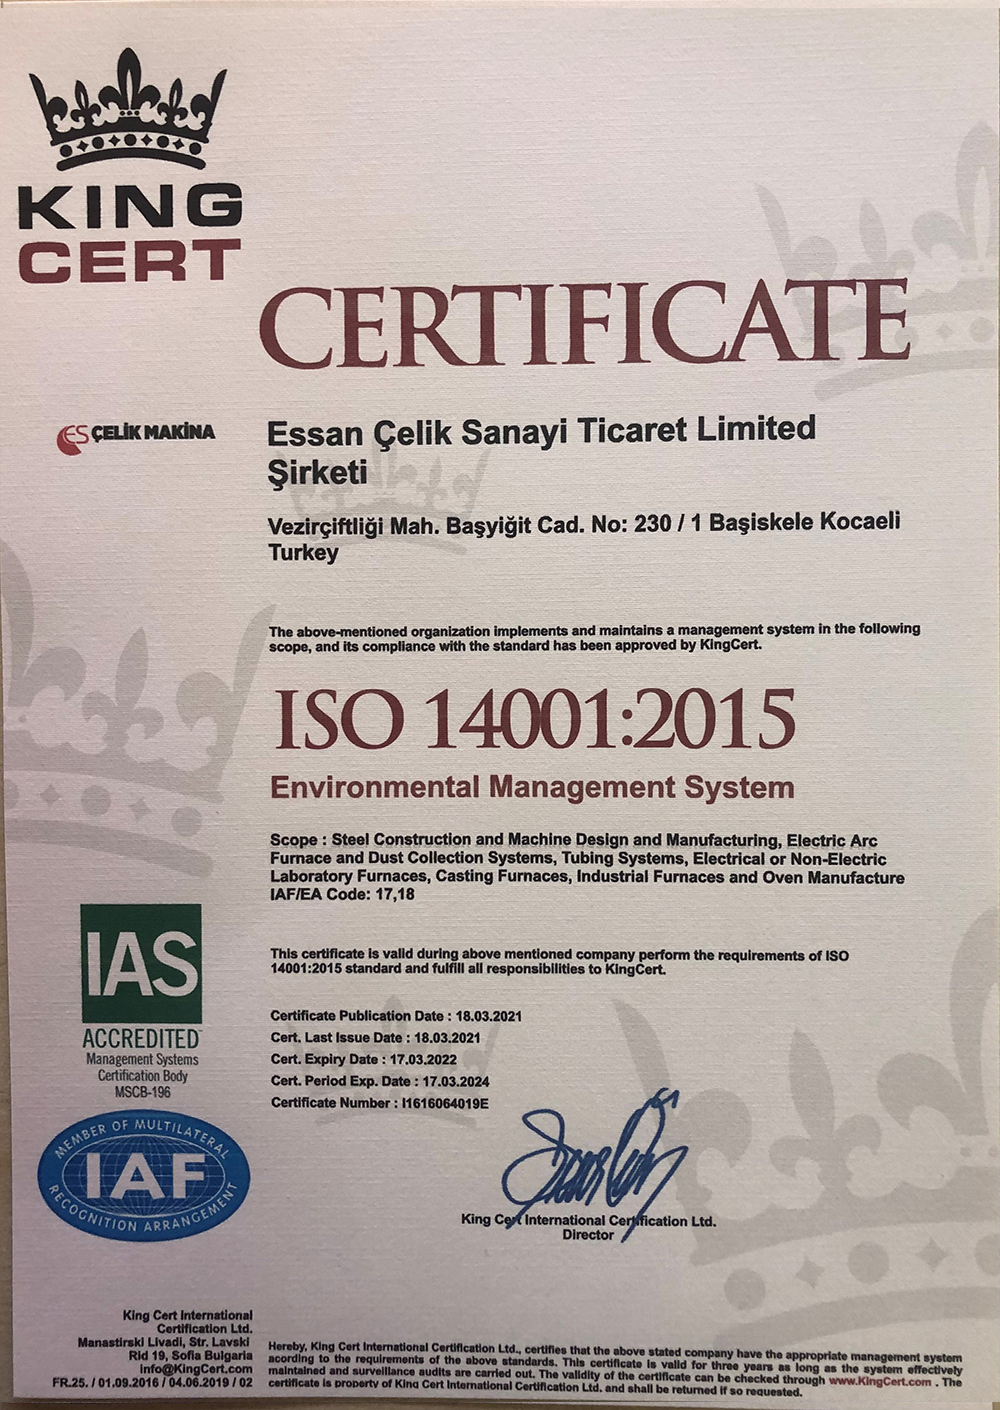 KING
CERT
CERTIFICATE
ES ÇELİK MAKİNA
Essan Çelik Sanayi Ticaret Limited
Şirketi
Vezirçiftliği Mah. Başyiğit Cad. No: 230 / 1 Başiskele Kocaeli
Turkey
The above-mentioned organization implements and maintains a management system in the following
scope, and its compliance with the standard has been approved by KingCert.
ISO 14001:2015
Environmental Management System
Scope : Steel Construction and Machine Design and Manufacturing, Electric Arc
Furnace and Dust Collection Systems, Tubing Systems, Electrical or Non-Electric
Laboratory Furnaces, Casting Furnaces, Industrial Furnaces and Oven Manufacture
IAF/EA Code: 17,18
This certificate is valid during above mentioned company perform the requirements of ISO
14001:2015 standard and fulfill all responsibilities to KingCert.
Certificate Publication Date : 18.03.2021
Cert. Last Issue Date : 18.03.2021
Cert. Expiry Date : 17.03.2022
Cert. Period Exp. Date : 17.03.2024
Certificate Number : I1616064019E
IAS
ACCREDITED™
Management Systems
Certification Body
MSCB-196
MEMBER OF MULTILATERAL
IAF
RECOGNITION ARRANGEMENT
King Cert International Certification Ltd.
Director
King Cert International
Certification Ltd.
Manastirski Livadi, Str. Lavski
Rid 19, Sofia Bulgaria
info@KingCert.com
FR.25. / 01.09.2016 / 04.06.2019 / 02
Hereby, King Cert International Certification Ltd., certifies that the above stated company have the appropriate management system
acording to the requirements of the above standards. This certificate is valid for three years as long as the system effectively
maintained and surveillance audits are carried out. The validity of the certificate can be checked through www.KingCert.com . The
certificate is property of King Cert International Certification Ltd. and shall be returned if so requested.